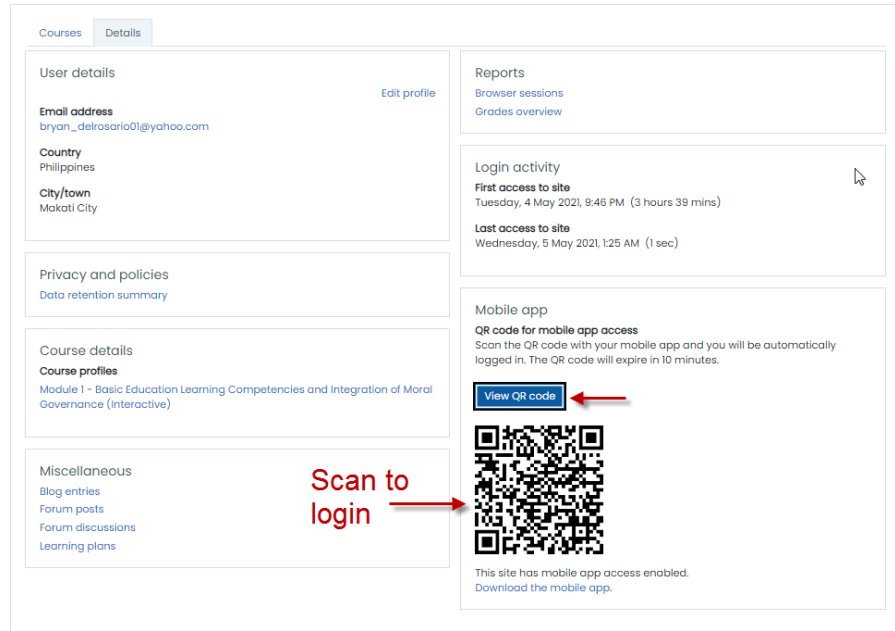 Courses
Details
User details
Edit profile
Email address
bryan_delrosario01@yahoo.com
Country
Philippines
City/town
Makati City
Privacy and policies
Data retention summary
Course details
Course profiles
Module 1 - Basic Education Learning Competencies and Integration of Moral
Governance (Interactive)
Miscellaneous
Blog entries
Forum posts
Forum discussions
Learning plans
Reports
Browser sessions
Grades overview
Login activity
First access to site
Tuesday, 4 May 2021, 9:46 PM (3 hours 39 mins)
Last access to site
Wednesday, 5 May 2021, 1:25 AM (1 sec)
Mobile app
QR code for mobile app access
Scan the QR code with your mobile app and you will be automatically
logged in. The QR code will expire in 10 minutes.
View QR code
Scan to
login
This site has mobile app access enabled.
Download the mobile app.